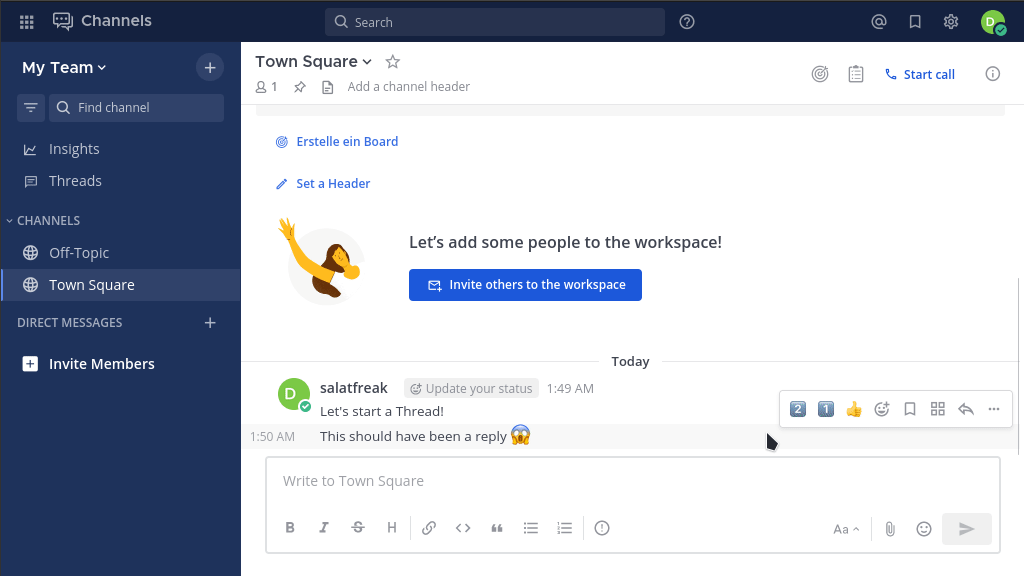 Channels
Search
D
My Team
Find channel
Insights
Threads
CHANNELS
Off-Topic
Town Square
DIRECT MESSAGES
Invite Members
Town Square
1
Add a channel header
Start call
Erstelle ein Board
Set a Header
Let's add some people to the workspace!
Invite others to the workspace
Today
D
salatfreak Update your status 1:49 AM
Let's start a Thread!
2 1
1:50 AM This should have been a reply 😱
Write to Town Square
B I S H
Aa